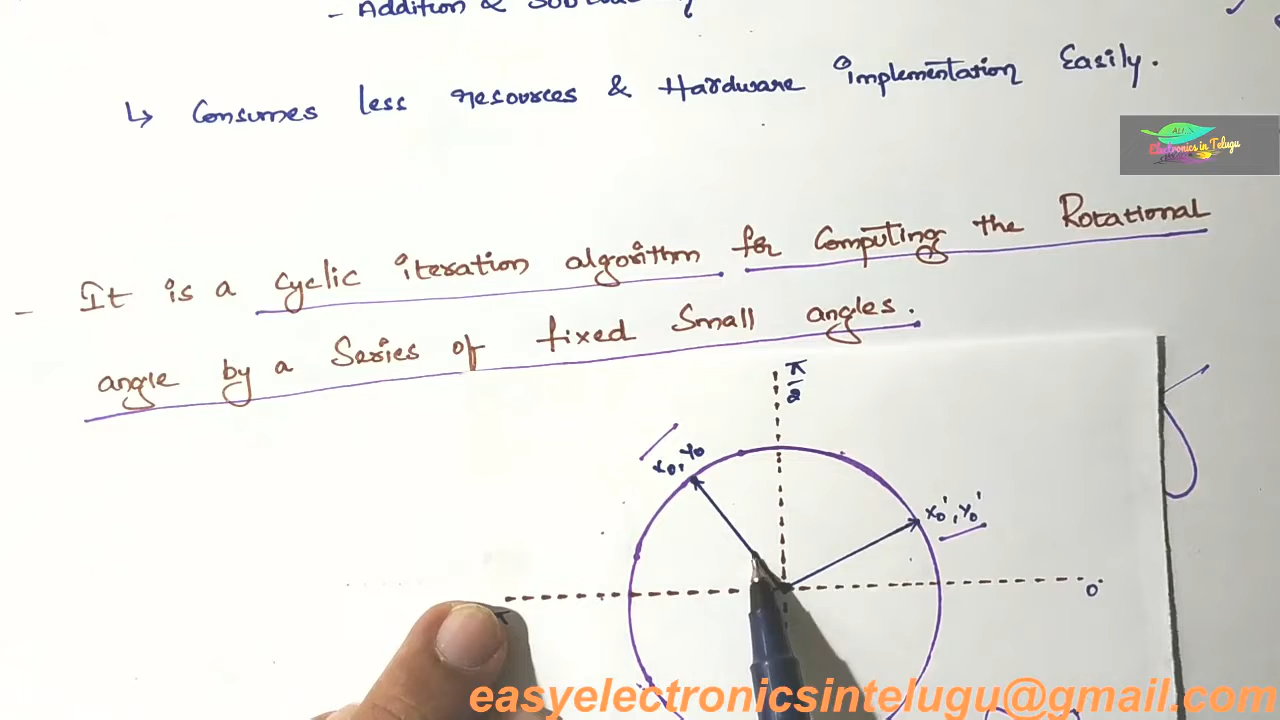 - Addition &
↳ Consumes less resources & Hardware implementation Easily.
Electronics in Telugu
- It is a cyclic iteration algorithm for Computing the Rotational
angle by a Series of fixed Small angles.
π/2
x₀, y₀
x₀', y₀'
0°
easyelectronicsintelugu@gmail.com